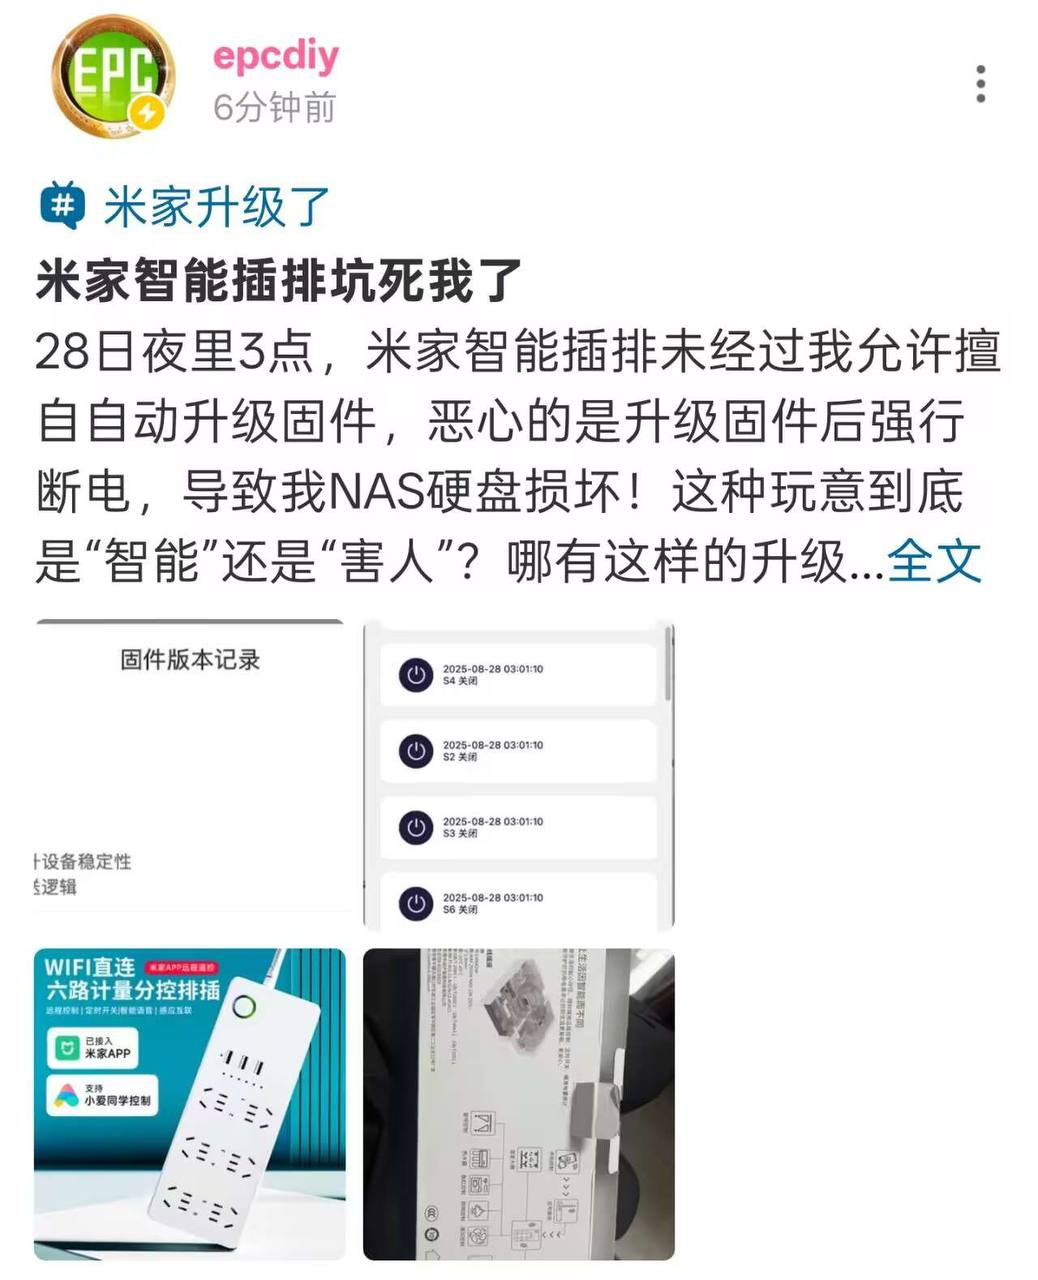 EPC
epcdiy
6分钟前
# 米家升级了
米家智能插排坑死我了
28日夜里3点，米家智能插排未经过我允许擅
自自动升级固件，恶心的是升级固件后强行
断电，导致我NAS硬盘损坏！这种玩意到底
是“智能”还是“害人”？哪有这样的升级...全文
固件版本记录
升设备稳定性
送逻辑
2025-08-28 03:01:10
S4 关闭
2025-08-28 03:01:10
S2 关闭
2025-08-28 03:01:10
S3 关闭
2025-08-28 03:01:10
S6 关闭
WIFI直连 米家APP远程遥控
六路计量分控排插
远程控制 | 定时开关 | 智能语音 | 感应互联
已接入
米家APP
支持
小爱同学控制
生活因智能而不同